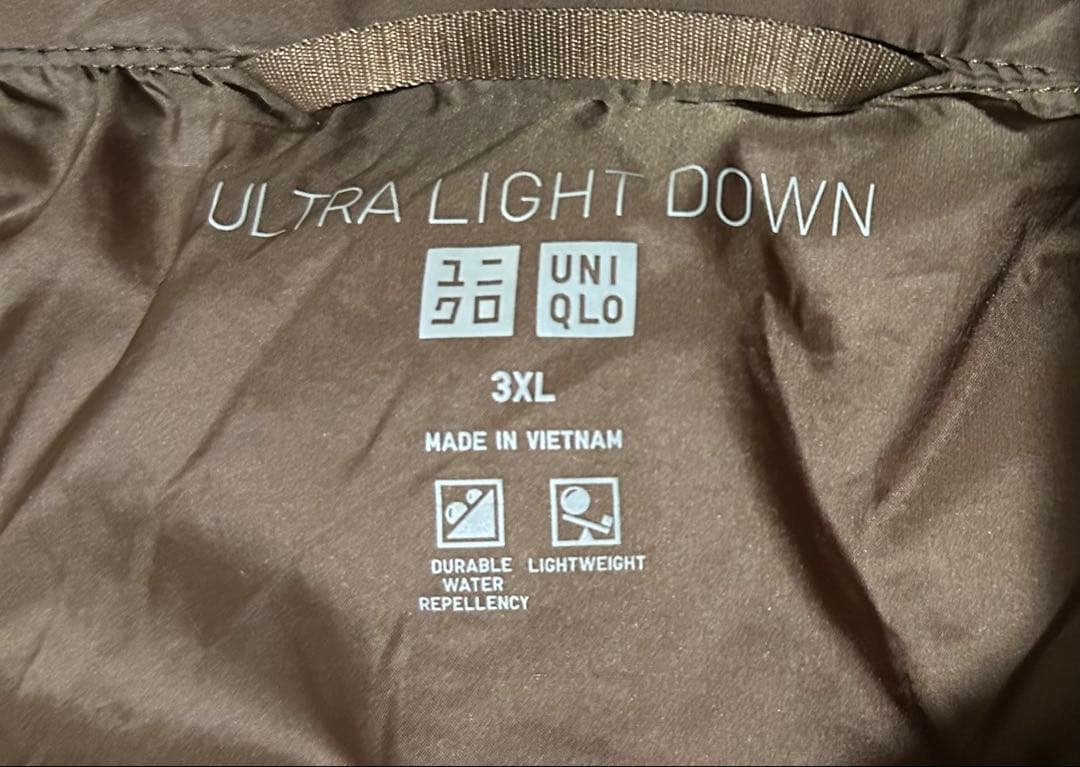 ULTRA LIGHT DOWN
ユニ UNI
クロ QLO
3XL
MADE IN VIETNAM
DURABLE LIGHTWEIGHT
WATER
REPELLENCY